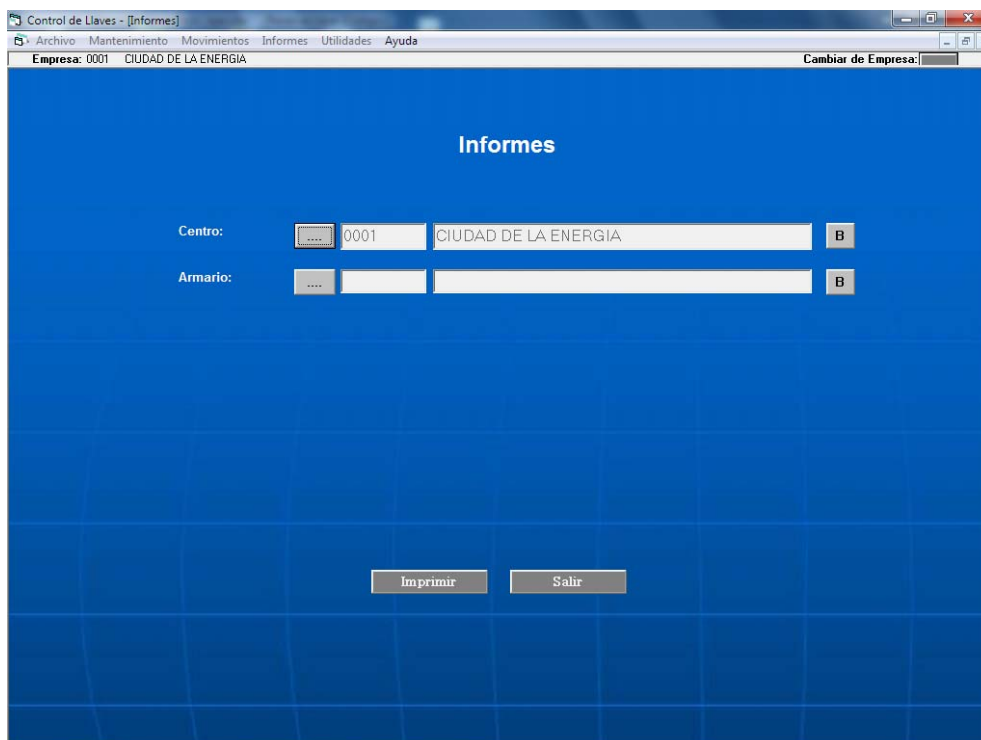 Control de Llaves - [Informes]
Archivo Mantenimiento Movimientos Informes Utilidades Ayuda
Empresa: 0001 CIUDAD DE LA ENERGIA Cambiar de Empresa:
Informes
Centro: .... 0001 CIUDAD DE LA ENERGIA B
Armario: .... B
Imprimir Salir